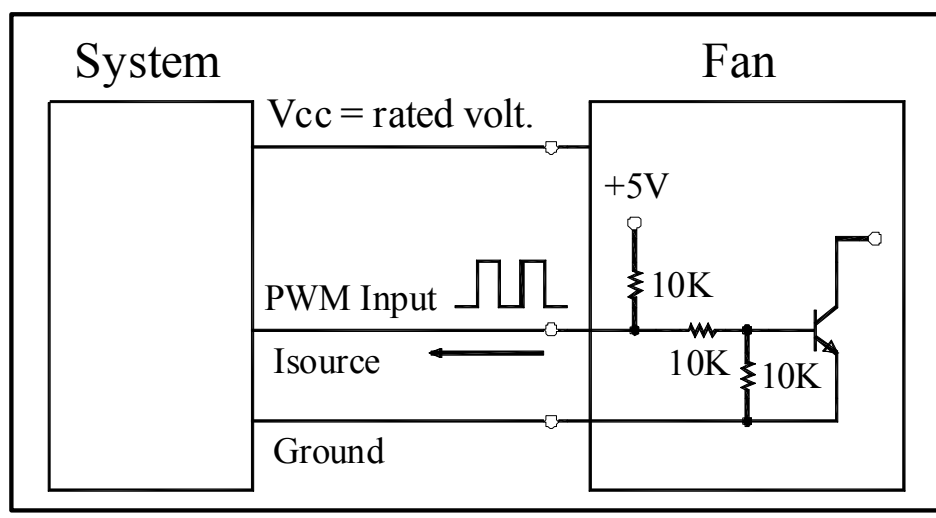 System
Fan
Vcc = rated volt.
+5V
PWM Input
10K
Isource
10K
10K
Ground